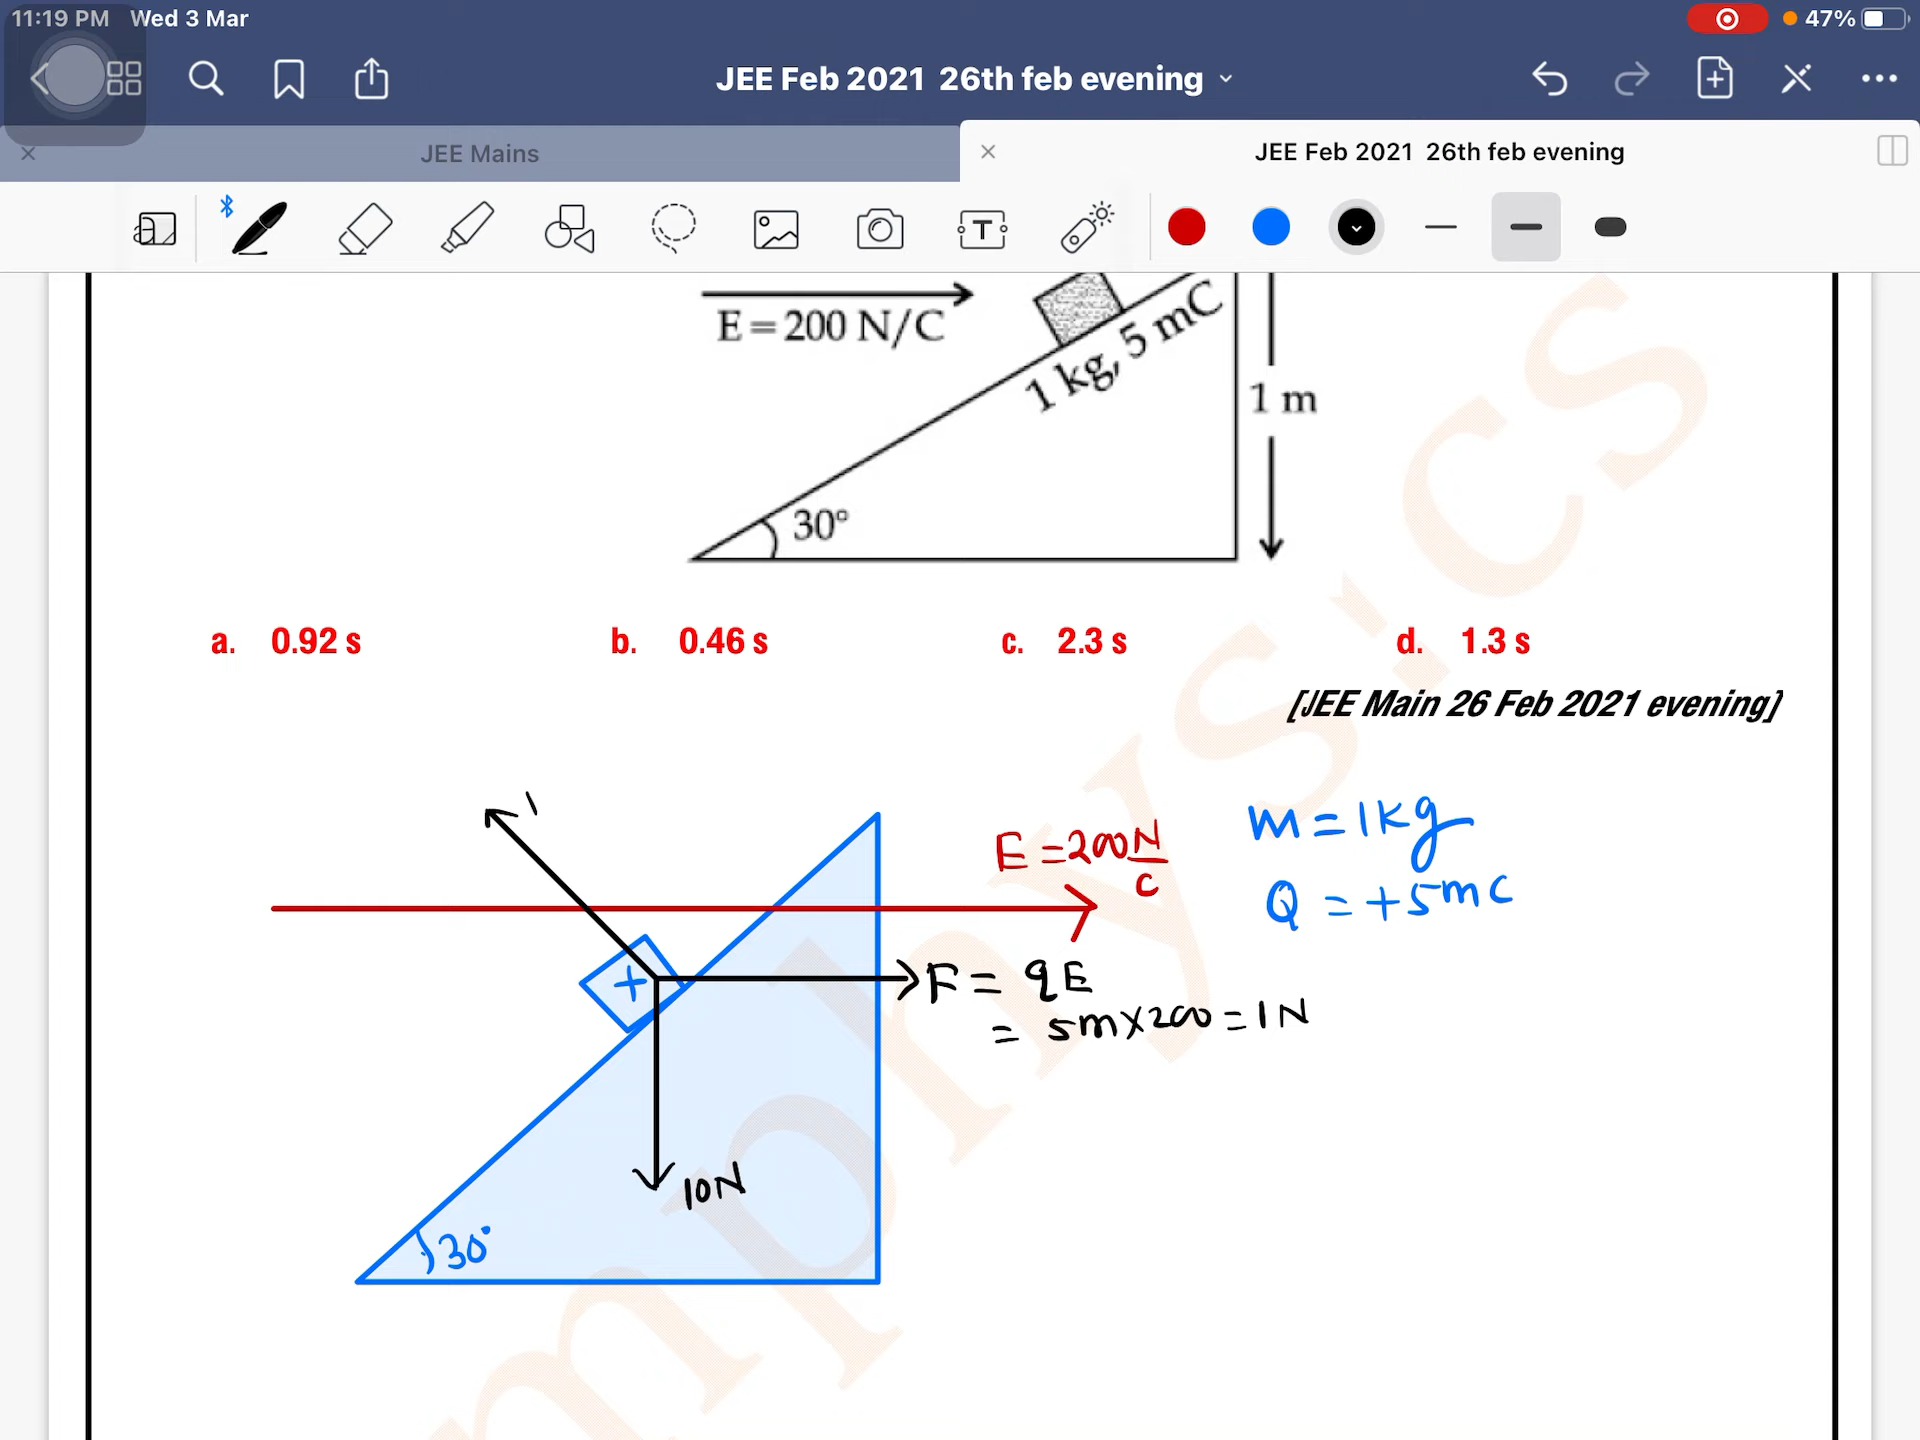 11:19 PM Wed 3 Mar
47%
JEE Feb 2021 26th feb evening
JEE Mains
JEE Feb 2021 26th feb evening
E = 200 N/C
1 kg, 5 mC
1 m
30°
a. 0.92 s b. 0.46 s c. 2.3 s d. 1.3 s
[JEE Main 26 Feb 2021 evening]
E = 200 N/C
m = 1kg
Q = +5mC
+
F = qE
= 5m×200 = 1N
10N
30°